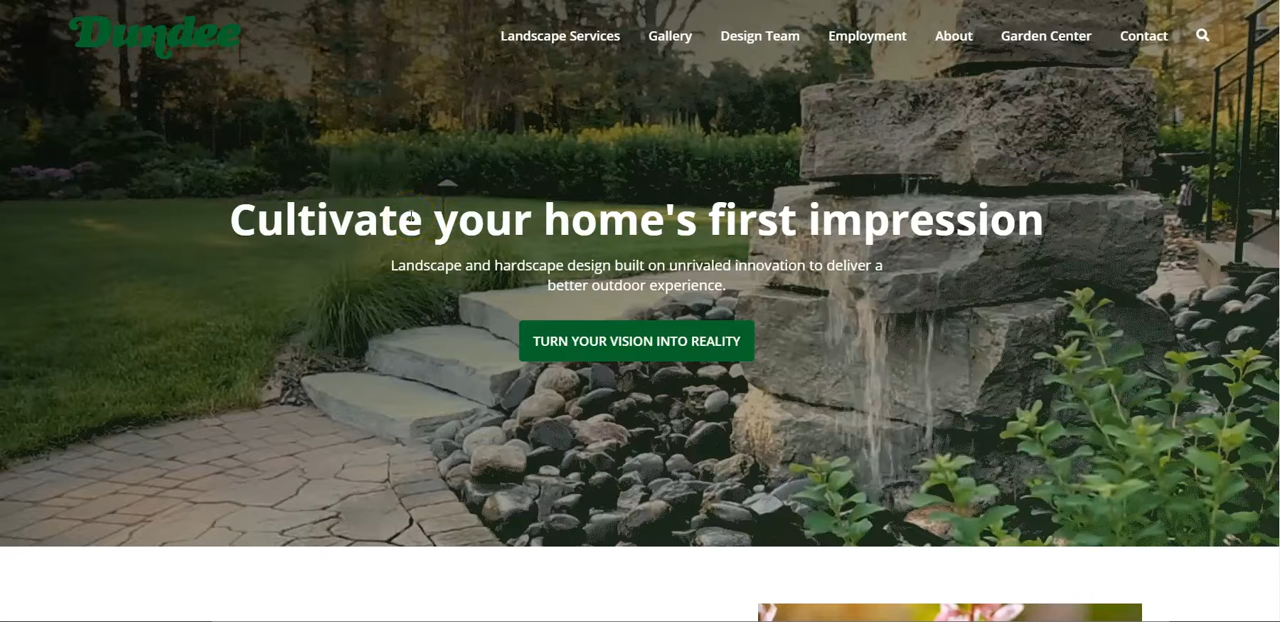 Dundee
Landscape Services
Gallery
Design Team
Employment
About
Garden Center
Contact
Cultivate your home's first impression
Landscape and hardscape design built on unrivaled innovation to deliver a
better outdoor experience.
TURN YOUR VISION INTO REALITY